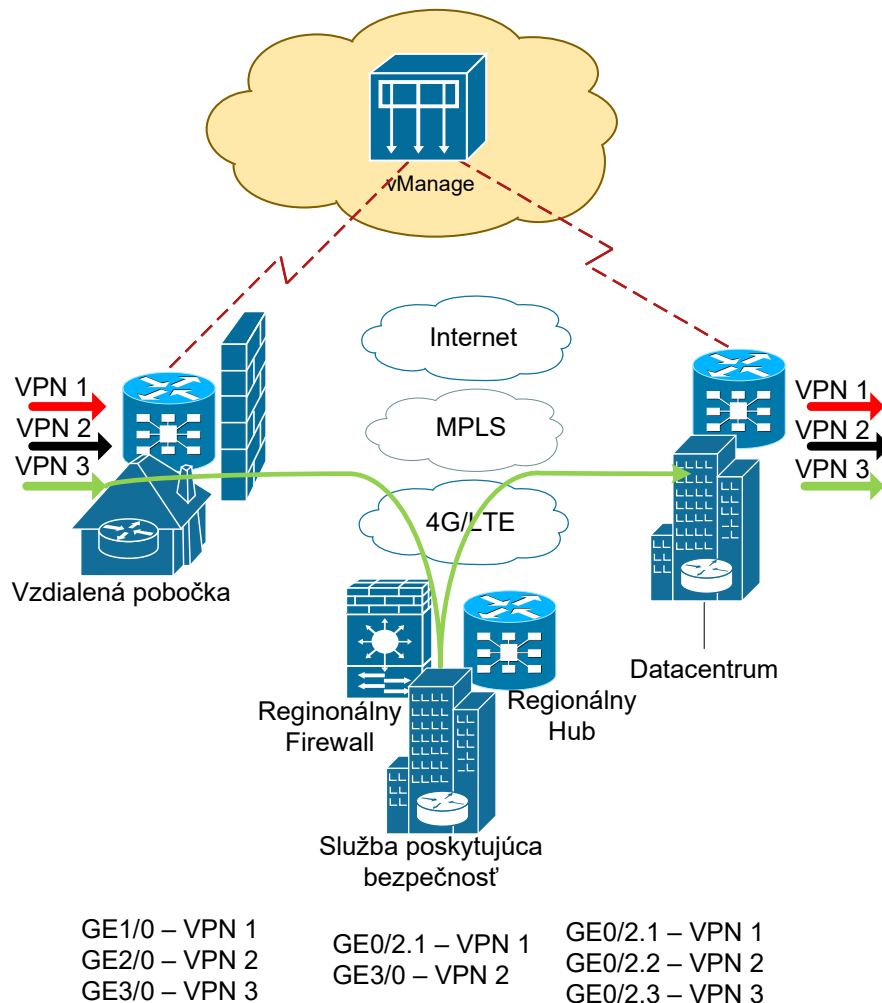 vManage
Internet
MPLS
4G/LTE
VPN 1
VPN 2
VPN 3
VPN 1
VPN 2
VPN 3
Vzdialená pobočka
Datacentrum
Reginonálny
Firewall
Regionálny
Hub
Služba poskytujúca
bezpečnosť
GE1/0 – VPN 1
GE2/0 – VPN 2
GE3/0 – VPN 3
GE0/2.1 – VPN 1
GE3/0 – VPN 2
GE0/2.1 – VPN 1
GE0/2.2 – VPN 2
GE0/2.3 – VPN 3